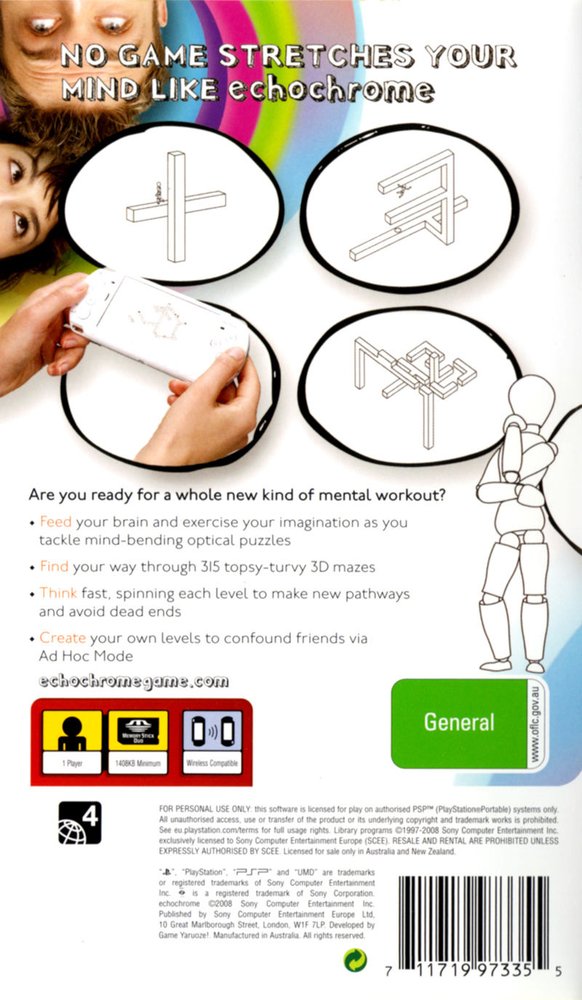 NO GAME STRETCHES YOUR
MIND LIKE echochrome
Are you ready for a whole new kind of mental workout?
• Feed your brain and exercise your imagination as you
tackle mind-bending optical puzzles
• Find your way through 315 topsy-turvy 3D mazes
• Think fast, spinning each level to make new pathways
and avoid dead ends
• Create your own levels to confound friends via
Ad Hoc Mode
echochromegame.com
General
www.oflc.gov.au
MEMORY STICK
DUO
1 Player
1408KB Minimum
Wireless Compatible
4
FOR PERSONAL USE ONLY: this software is licensed for play on authorised PSP™ (PlayStation®Portable) systems only.
All unauthorised access, use or transfer of the product or its underlying copyright and trademark works is prohibited.
See eu.playstation.com/terms for full usage rights. Library programs ©1997-2008 Sony Computer Entertainment Inc.
exclusively licensed to Sony Computer Entertainment Europe (SCEE). RESALE AND RENTAL ARE PROHIBITED UNLESS
EXPRESSLY AUTHORISED BY SCEE. Licensed for sale only in Australia and New Zealand.
", "PlayStation", "PSP" and "UMD" are trademarks
or registered trademarks of Sony Computer Entertainment
Inc. is a registered trademark of Sony Corporation.
echochrome ©2008 Sony Computer Entertainment Inc.
Published by Sony Computer Entertainment Europe Ltd,
10 Great Marlborough Street, London, W1F 7LP. Developed by
Game Yarouze! Manufactured in Australia. All rights reserved.
7 11719 97335 5